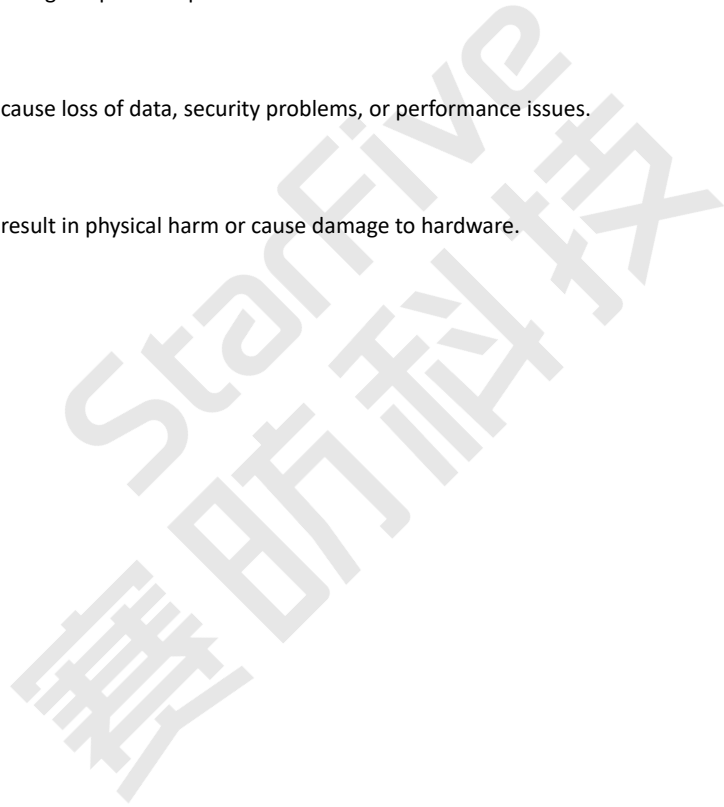 cause loss of data, security problems, or performance issues.
result in physical harm or cause damage to hardware.
StarFive
赛昉科技